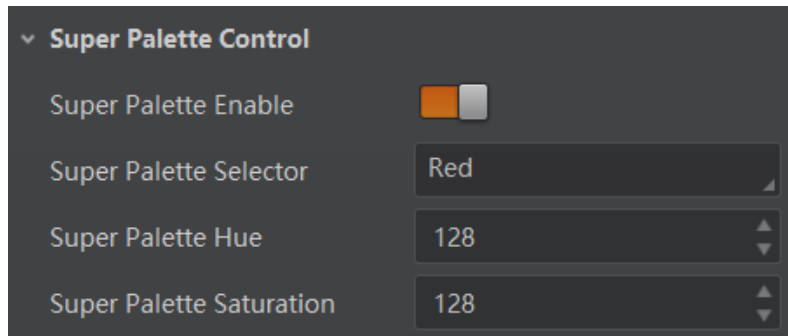 Super Palette Control
Super Palette Enable
Super Palette Selector Red
Super Palette Hue 128
Super Palette Saturation 128